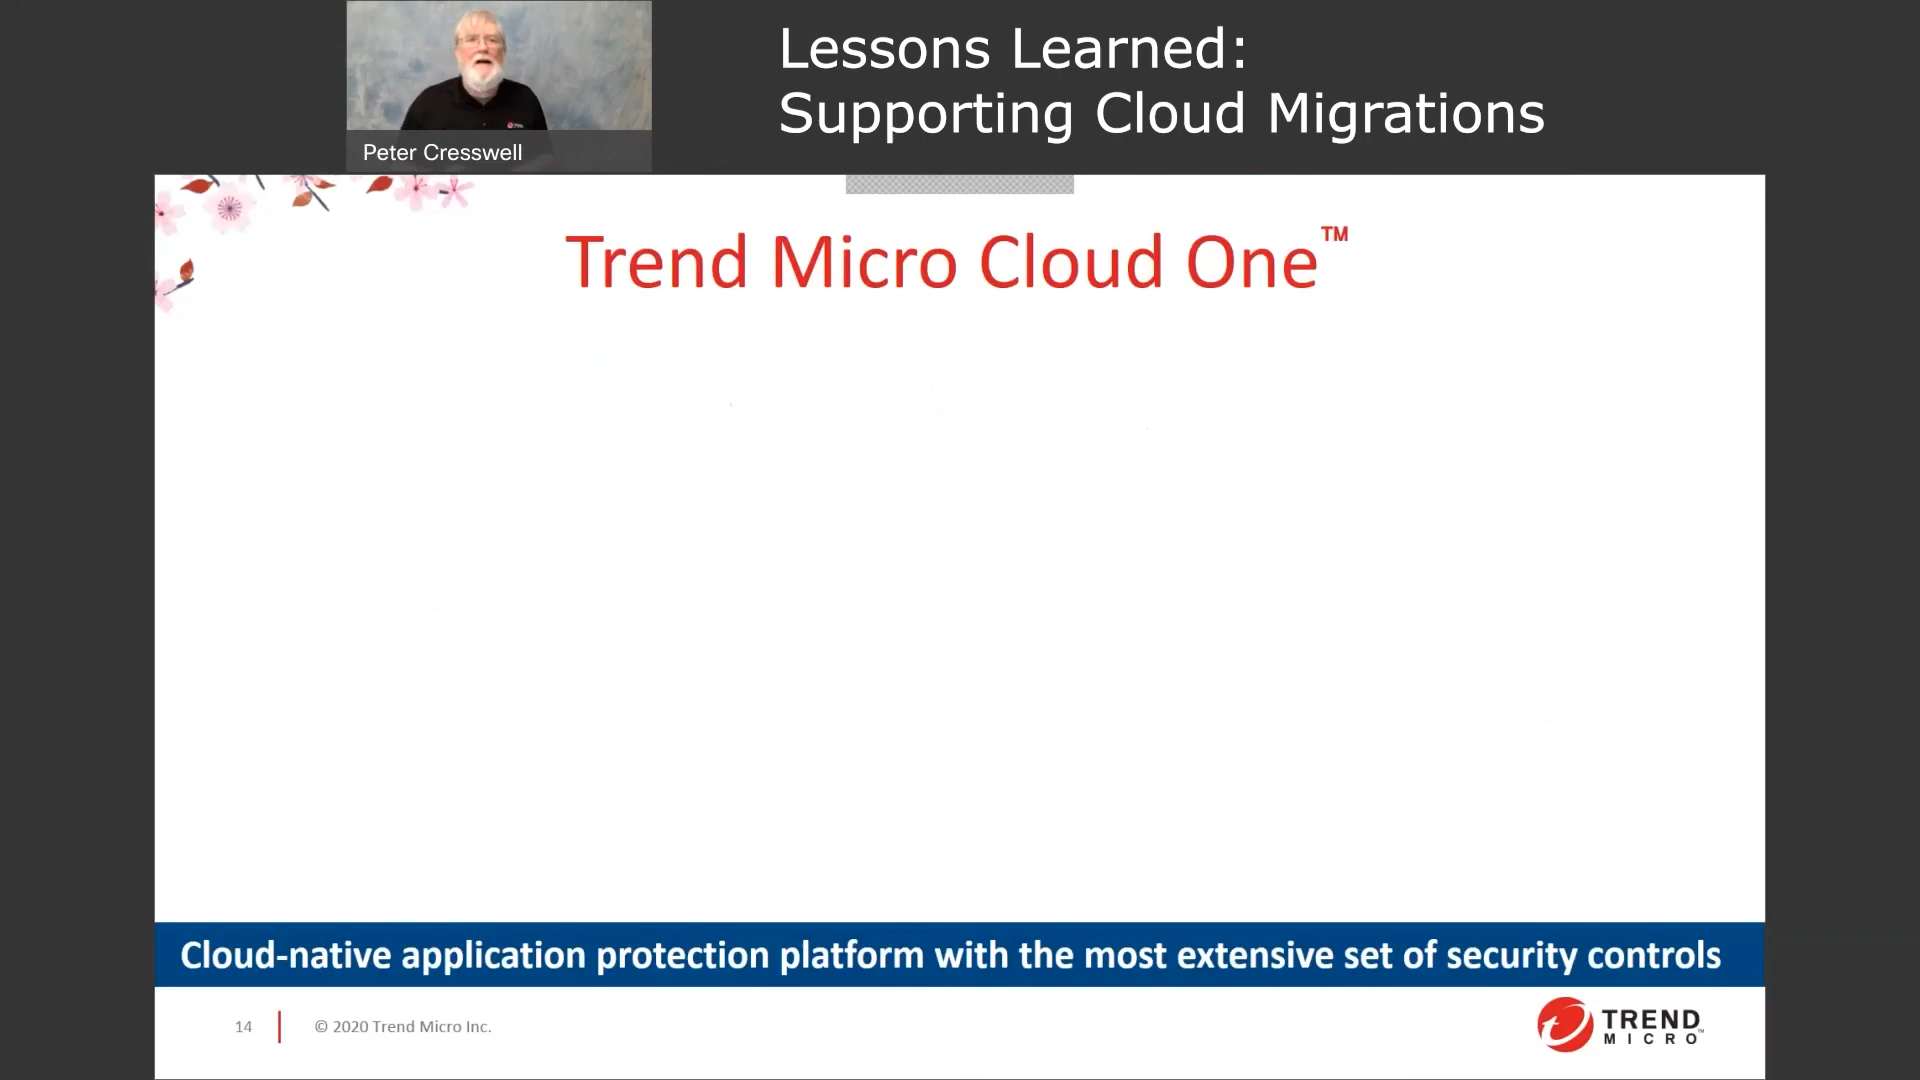 Lessons Learned:
Supporting Cloud Migrations
Peter Cresswell
Trend Micro Cloud One™
Cloud-native application protection platform with the most extensive set of security controls
14
© 2020 Trend Micro Inc.
TREND
MICRO